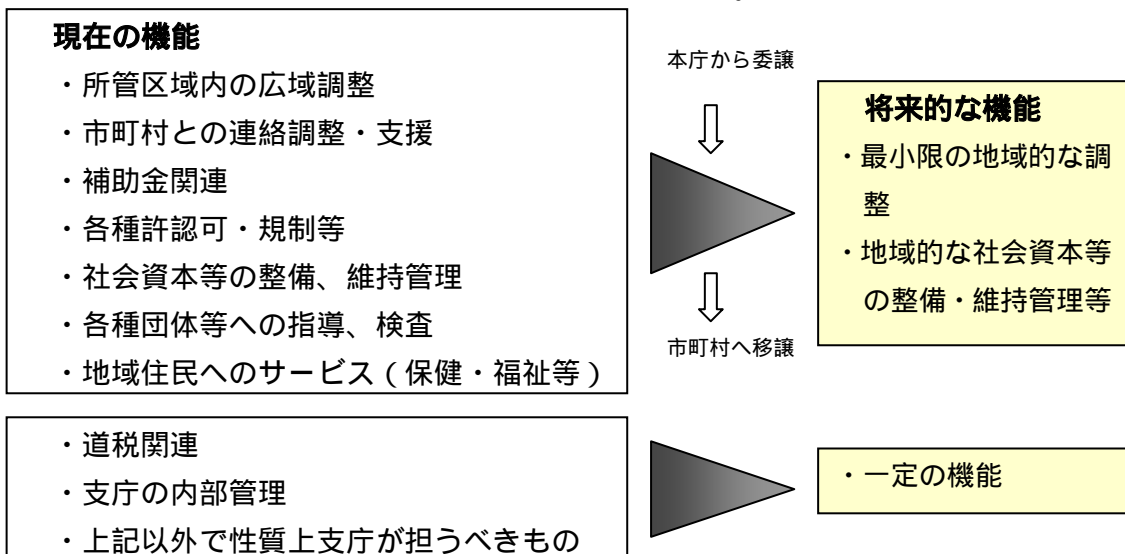 現在の機能
・所管区域内の広域調整
・市町村との連絡調整・支援
・補助金関連
・各種許認可・規制等
・社会資本等の整備、維持管理
・各種団体等への指導、検査
・地域住民へのサービス(保健・福祉等)
本庁から委譲
市町村へ移譲
将来的な機能
・最小限の地域的な調
整
・地域的な社会資本等
の整備・維持管理等
・道税関連
・支庁の内部管理
・上記以外で性質上支庁が担うべきもの
・一定の機能